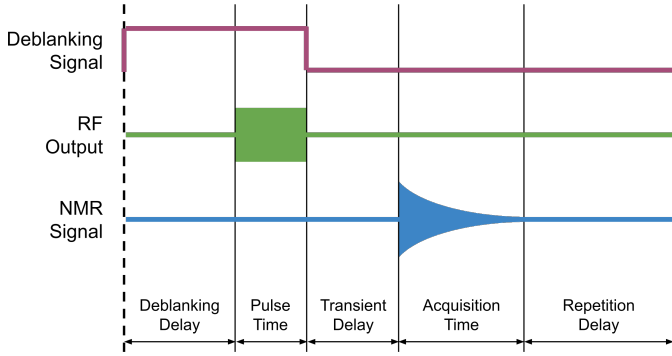 Deblanking
Signal
RF
Output
NMR
Signal
Deblanking
Delay
Pulse
Time
Transient
Delay
Acquisition
Time
Repetition
Delay